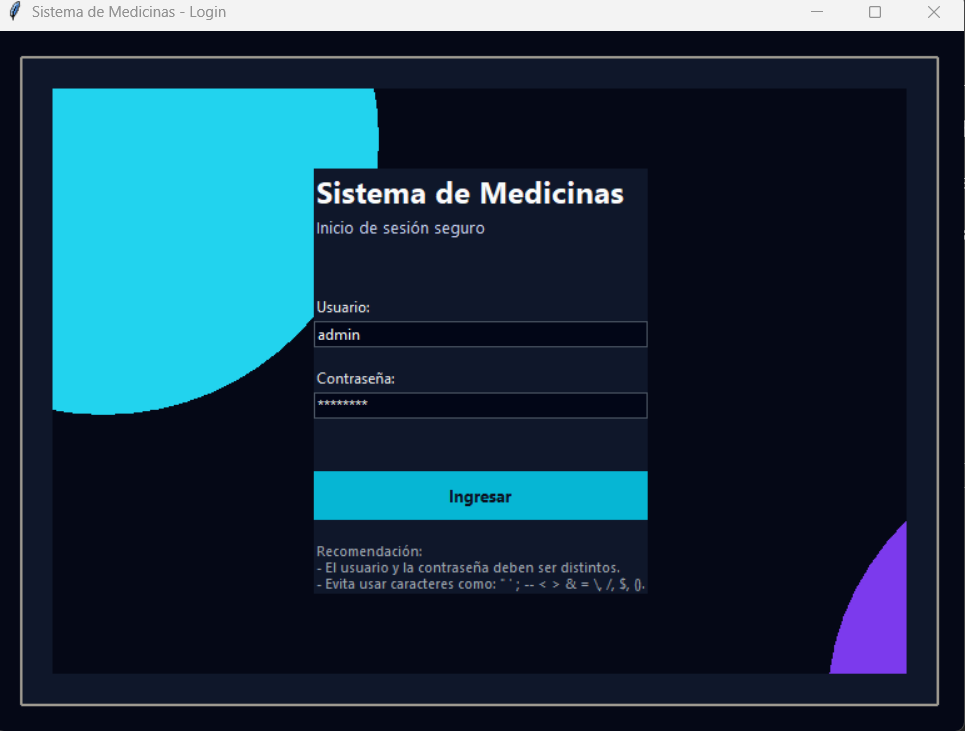 Sistema de Medicinas - Login
Sistema de Medicinas
Inicio de sesión seguro
Usuario:
admin
Contraseña:
********
Ingresar
Recomendación:
- El usuario y la contraseña deben ser distintos.
- Evita usar caracteres como: " ' ; -- < > & = \, /, $, {}.